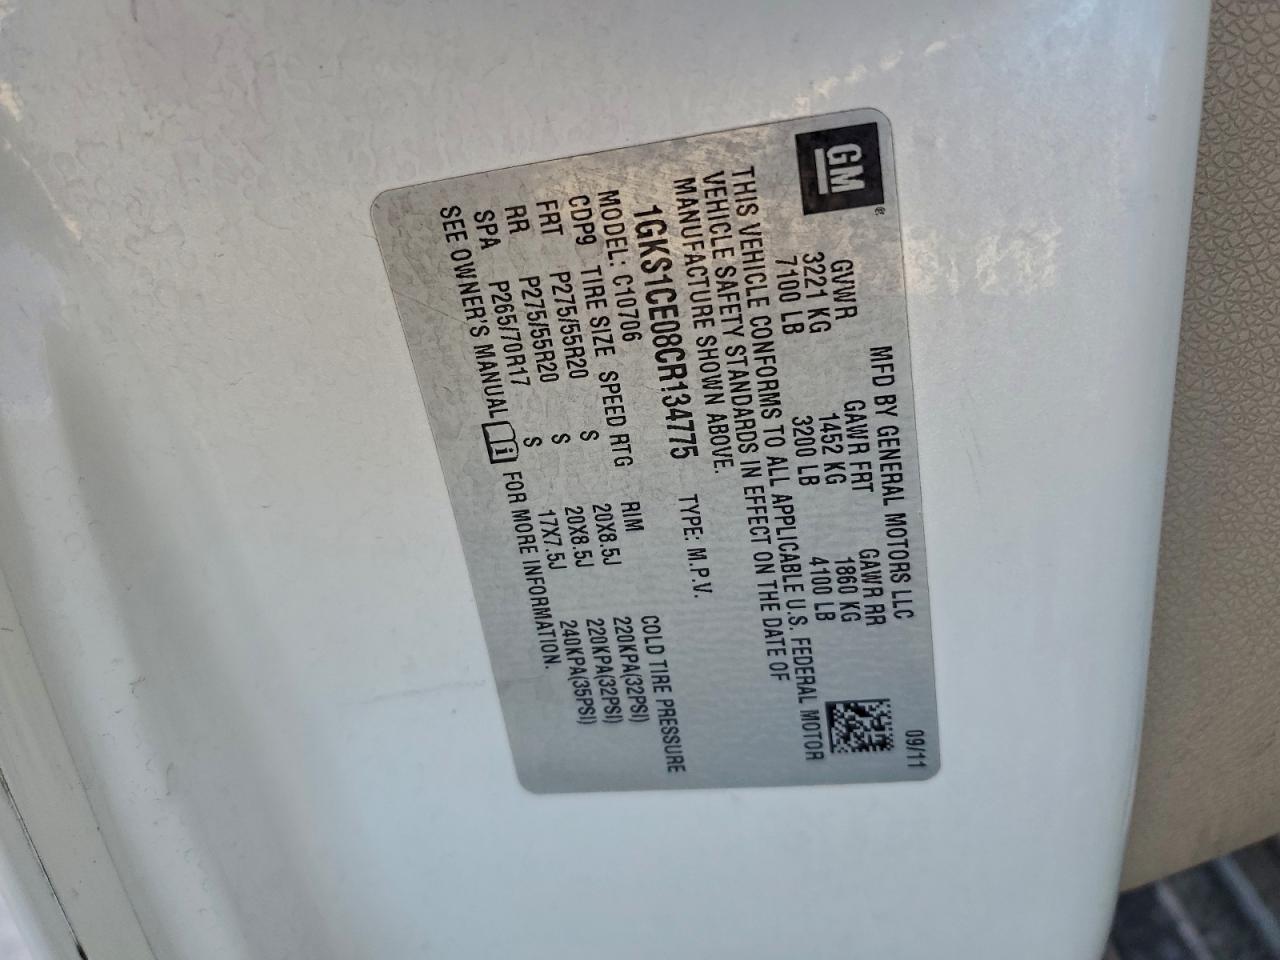 GM®
MFD BY GENERAL MOTORS LLC 09/11
GVWR GAWR FRT GAWR RR
3221 KG 1452 KG 1860 KG
7100 LB 3200 LB 4100 LB
THIS VEHICLE CONFORMS TO ALL APPLICABLE U.S. FEDERAL MOTOR
VEHICLE SAFETY STANDARDS IN EFFECT ON THE DATE OF
MANUFACTURE SHOWN ABOVE.
1GKS1CE08CR134775 TYPE: M.P.V.
MODEL: C10706
CDP9 TIRE SIZE SPEED RTG RIM COLD TIRE PRESSURE
FRT P275/55R20 S 20X8.5J 220KPA(32PSI)
RR P275/55R20 S 20X8.5J 220KPA(32PSI)
SPA P265/70R17 S 17X7.5J 240KPA(35PSI)
SEE OWNER'S MANUAL i FOR MORE INFORMATION.